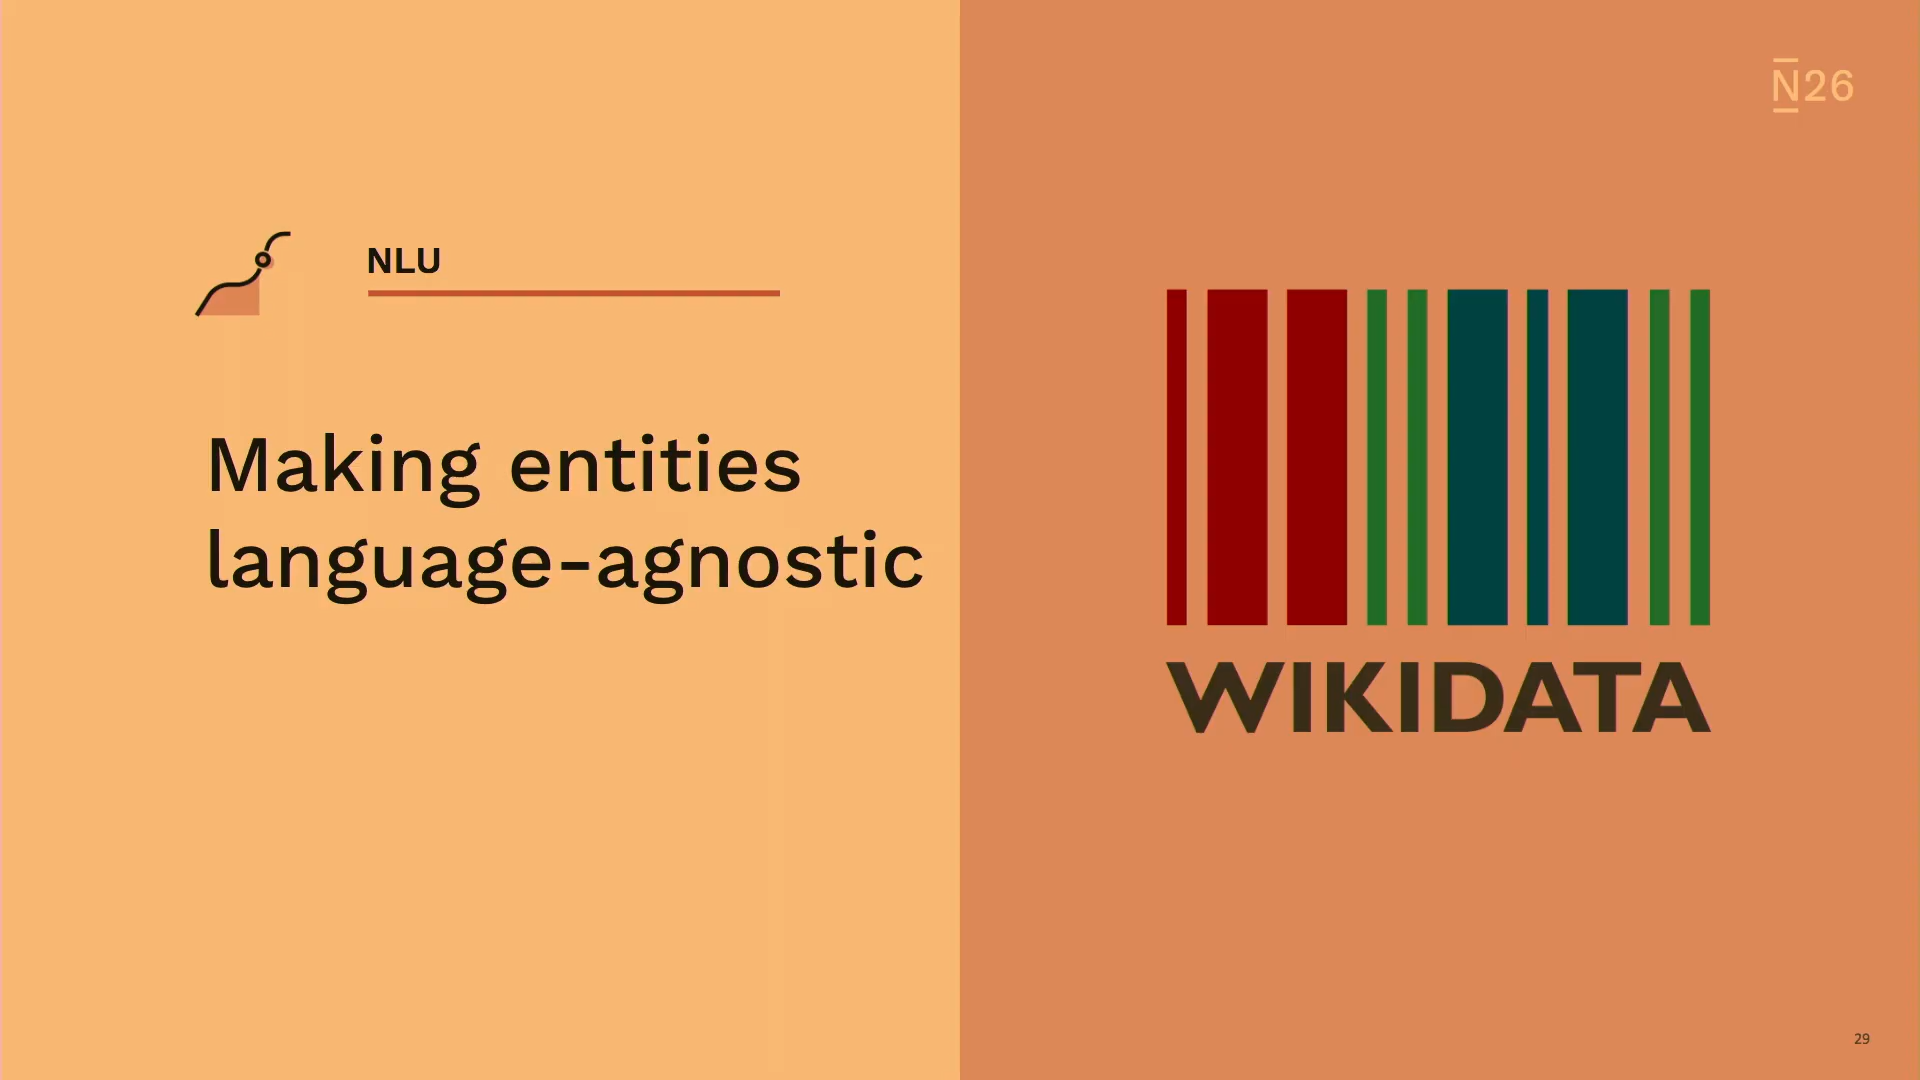 N26
NLU
Making entities
language-agnostic
WIKIDATA
29